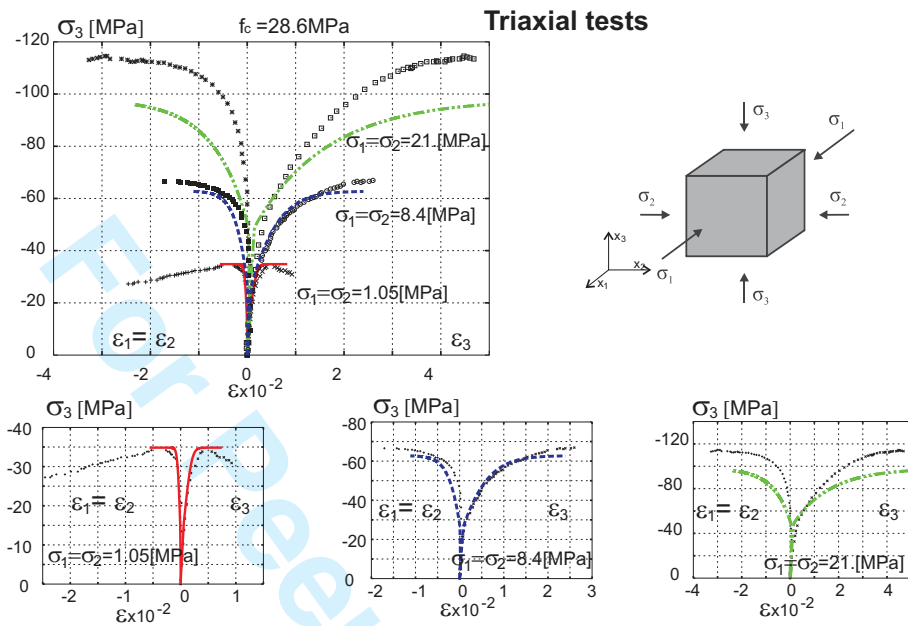 Triaxial tests
σ3 [MPa]
fc =28.6MPa
-120
-100
-80
-60
-40
-20
0
σ1=σ2=21.[MPa]
σ1=σ2=8.4[MPa]
σ1=σ2=1.05[MPa]
ε1= ε2
ε3
-4 -2 0 2 4
εx10-2
σ3
σ1
σ2
σ2
σ1
σ3
x3
x2
x1
σ3 [MPa]
-40
-35
-30
-20
-10
0
ε1= ε2
ε3
σ1=σ2=1.05[MPa]
-2 -1 0 1
εx10-2
σ3 [MPa]
-80
-60
-40
-20
0
ε1= ε2
ε3
σ1=σ2=8.4[MPa]
-2 -1 0 1 2 3
εx10-2
σ3 [MPa]
-120
-80
-40
0
ε1= ε2
ε3
σ1=σ2=21.[MPa]
-4 -2 0 2 4
εx10-2
For Peer